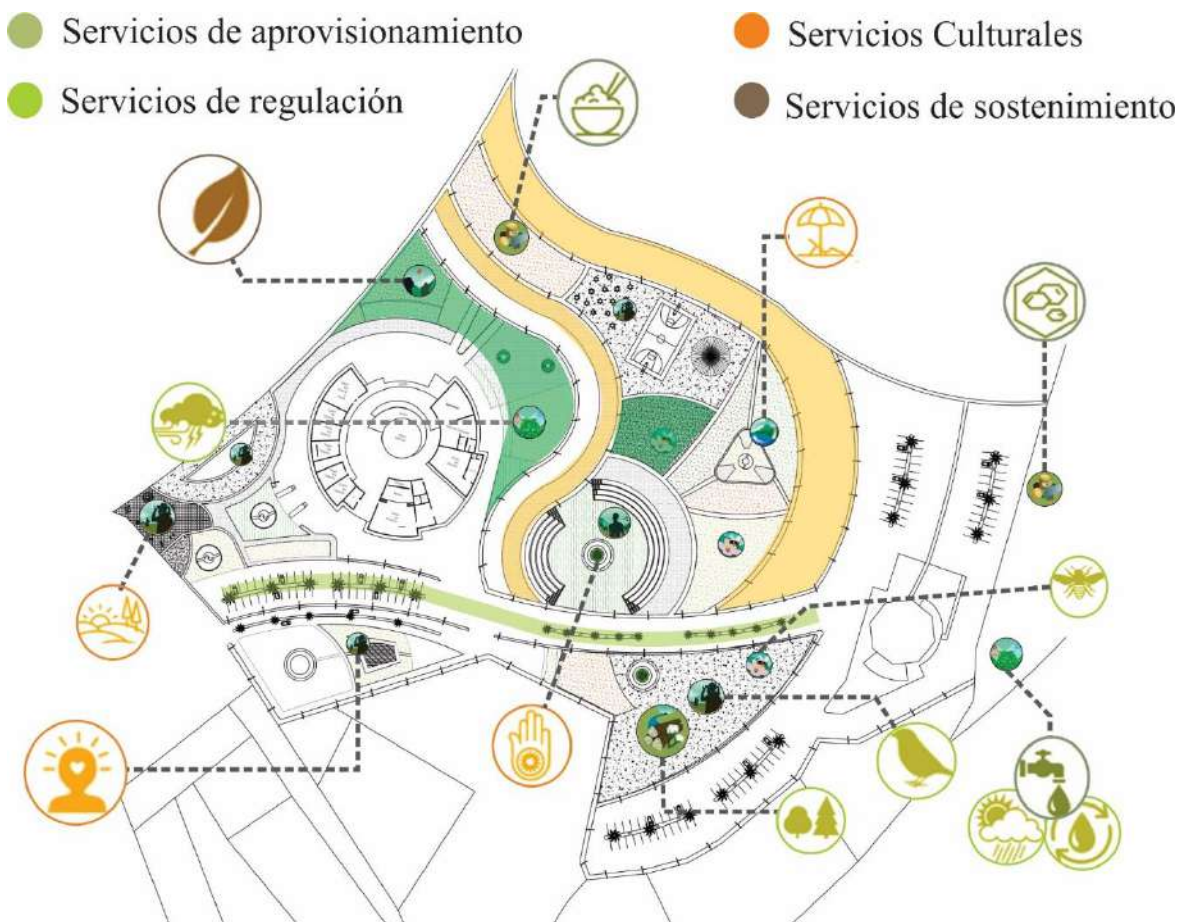 Servicios de aprovisionamiento
Servicios Culturales
Servicios de regulación
Servicios de sostenimiento